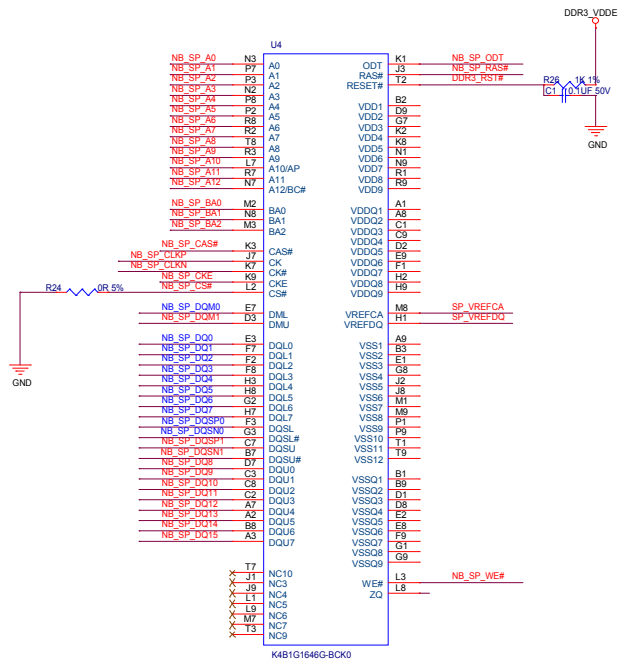 DDR3_VDDE
U4
NB_SP_A0 N3 A0
NB_SP_A1 P7 A1
NB_SP_A2 P3 A2
NB_SP_A3 N2 A3
NB_SP_A4 P8 A4
NB_SP_A5 P2 A5
NB_SP_A6 R8 A6
NB_SP_A7 R2 A7
NB_SP_A8 T8 A8
NB_SP_A9 R3 A9
NB_SP_A10 L7 A10/AP
NB_SP_A11 R7 A11
NB_SP_A12 N7 A12/BC#
NB_SP_BA0 M2 BA0
NB_SP_BA1 N8 BA1
NB_SP_BA2 M3 BA2
NB_SP_CAS# K3 CAS#
NB_SP_CLKP J7 CK
NB_SP_CLKN K7 CK#
NB_SP_CKE K9 CKE
NB_SP_CS# L2 CS#
R24 0R 5%
GND
NB_SP_DQM0 E7 DML
NB_SP_DQM1 D3 DMU
NB_SP_DQ0 E3 DQL0
NB_SP_DQ1 F7 DQL1
NB_SP_DQ2 F2 DQL2
NB_SP_DQ3 F8 DQL3
NB_SP_DQ4 H3 DQL4
NB_SP_DQ5 H8 DQL5
NB_SP_DQ6 G2 DQL6
NB_SP_DQ7 H7 DQL7
NB_SP_DQSP0 F3 DQSL
NB_SP_DQSN0 G3 DQSL#
NB_SP_DQSP1 C7 DQSU
NB_SP_DQSN1 B7 DQSU#
NB_SP_DQ8 D7 DQU0
NB_SP_DQ9 C3 DQU1
NB_SP_DQ10 C8 DQU2
NB_SP_DQ11 C2 DQU3
NB_SP_DQ12 A7 DQU4
NB_SP_DQ13 A2 DQU5
NB_SP_DQ14 B8 DQU6
NB_SP_DQ15 A3 DQU7
T7 NC10
J1 NC3
J9 NC4
L1 NC5
L9 NC6
M7 NC7
T3 NC9
ODT K1 NB_SP_ODT
RAS# J3 NB_SP_RAS#
RESET# T2 DDR3_RST#
R26 1K 1%
C1 0.1UF 50V
GND
VDD1 B2
VDD2 D9
VDD3 G7
VDD4 K2
VDD5 K8
VDD6 N1
VDD7 N9
VDD8 R1
VDD9 R9
VDDQ1 A1
VDDQ2 A8
VDDQ3 C1
VDDQ4 C9
VDDQ5 D2
VDDQ6 E9
VDDQ7 F1
VDDQ8 H2
VDDQ9 H9
VREFCA M8 SP_VREFCA
VREFDQ H1 SP_VREFDQ
VSS1 A9
VSS2 B3
VSS3 E1
VSS4 G8
VSS5 J2
VSS6 J8
VSS7 M1
VSS8 M9
VSS9 P1
VSS10 P9
VSS11 T1
VSS12 T9
VSSQ1 B1
VSSQ2 B9
VSSQ3 D1
VSSQ4 D8
VSSQ5 E2
VSSQ6 E8
VSSQ7 F9
VSSQ8 G1
VSSQ9 G9
WE# L3 NB_SP_WE#
ZQ L8
K4B1G1646G-BCK0